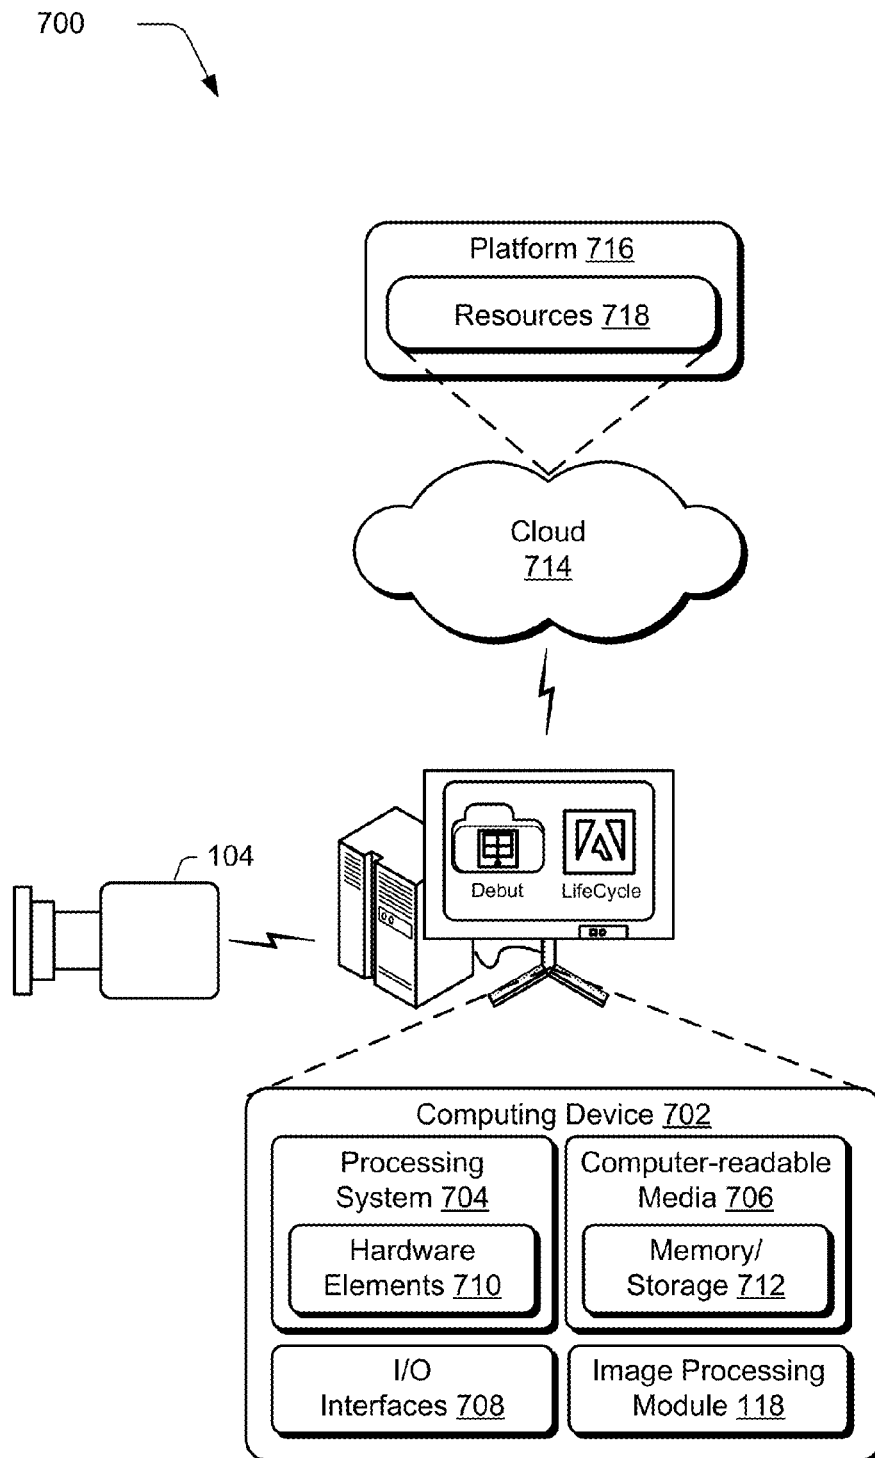 700
Platform 716
Resources 718
Cloud
714
104
Debut
LifeCycle
Computing Device 702
Processing
System 704
Hardware
Elements 710
Computer-readable
Media 706
Memory/
Storage 712
I/O
Interfaces 708
Image Processing
Module 118